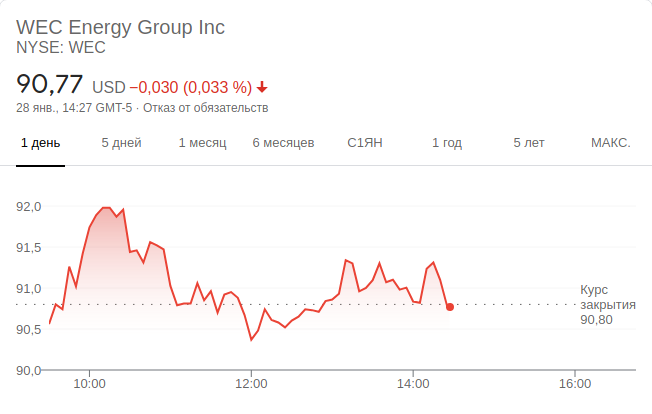 WEC Energy Group Inc
NYSE: WEC
90,77 USD −0,030 (0,033 %)
28 янв., 14:27 GMT-5 · Отказ от обязательств
1 день 5 дней 1 месяц 6 месяцев С1ЯН 1 год 5 лет МАКС.
92,0
91,5
91,0
90,5
90,0
Курс
закрытия
90,80
10:00 12:00 14:00 16:00